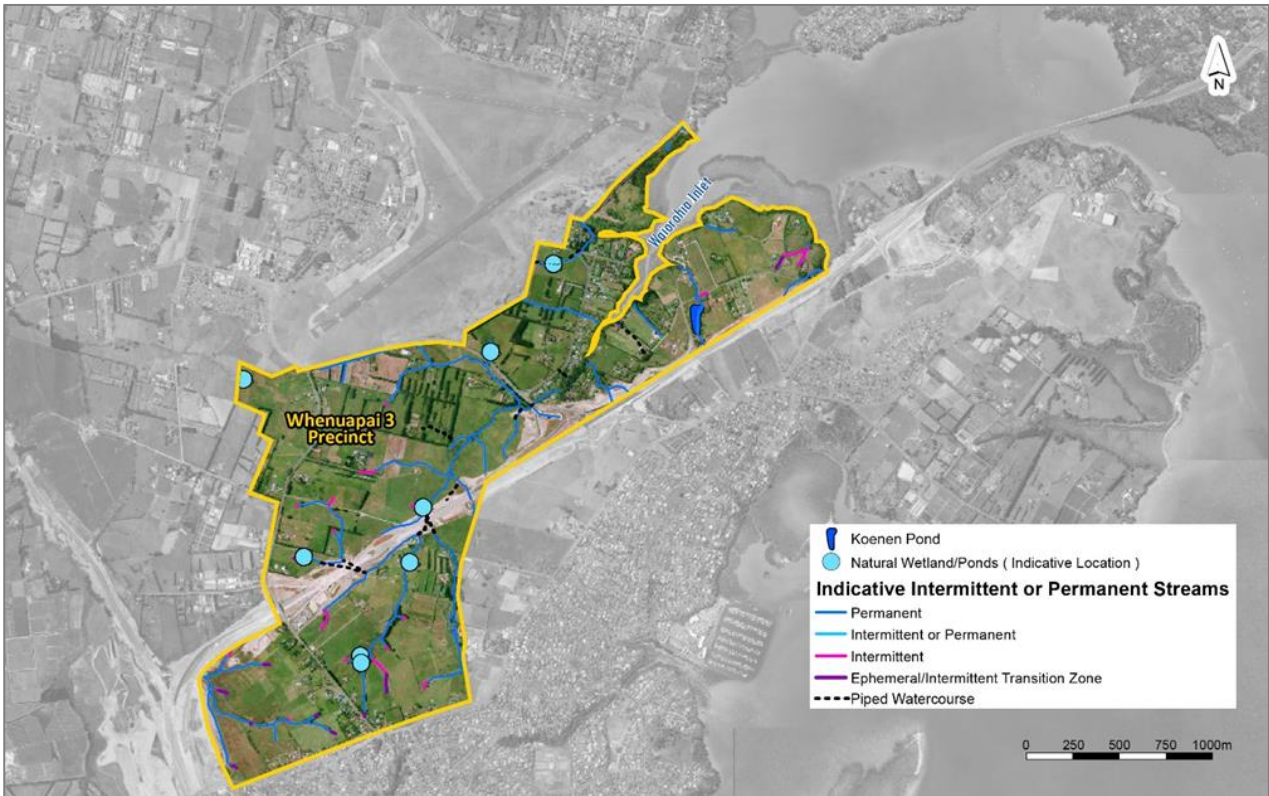 N
Waiarohia Inlet
Whenuapai 3
Precinct
Koenen Pond
Natural Wetland/Ponds ( Indicative Location )
Indicative Intermittent or Permanent Streams
Permanent
Intermittent or Permanent
Intermittent
Ephemeral/Intermittent Transition Zone
Piped Watercourse
0 250 500 750 1000m